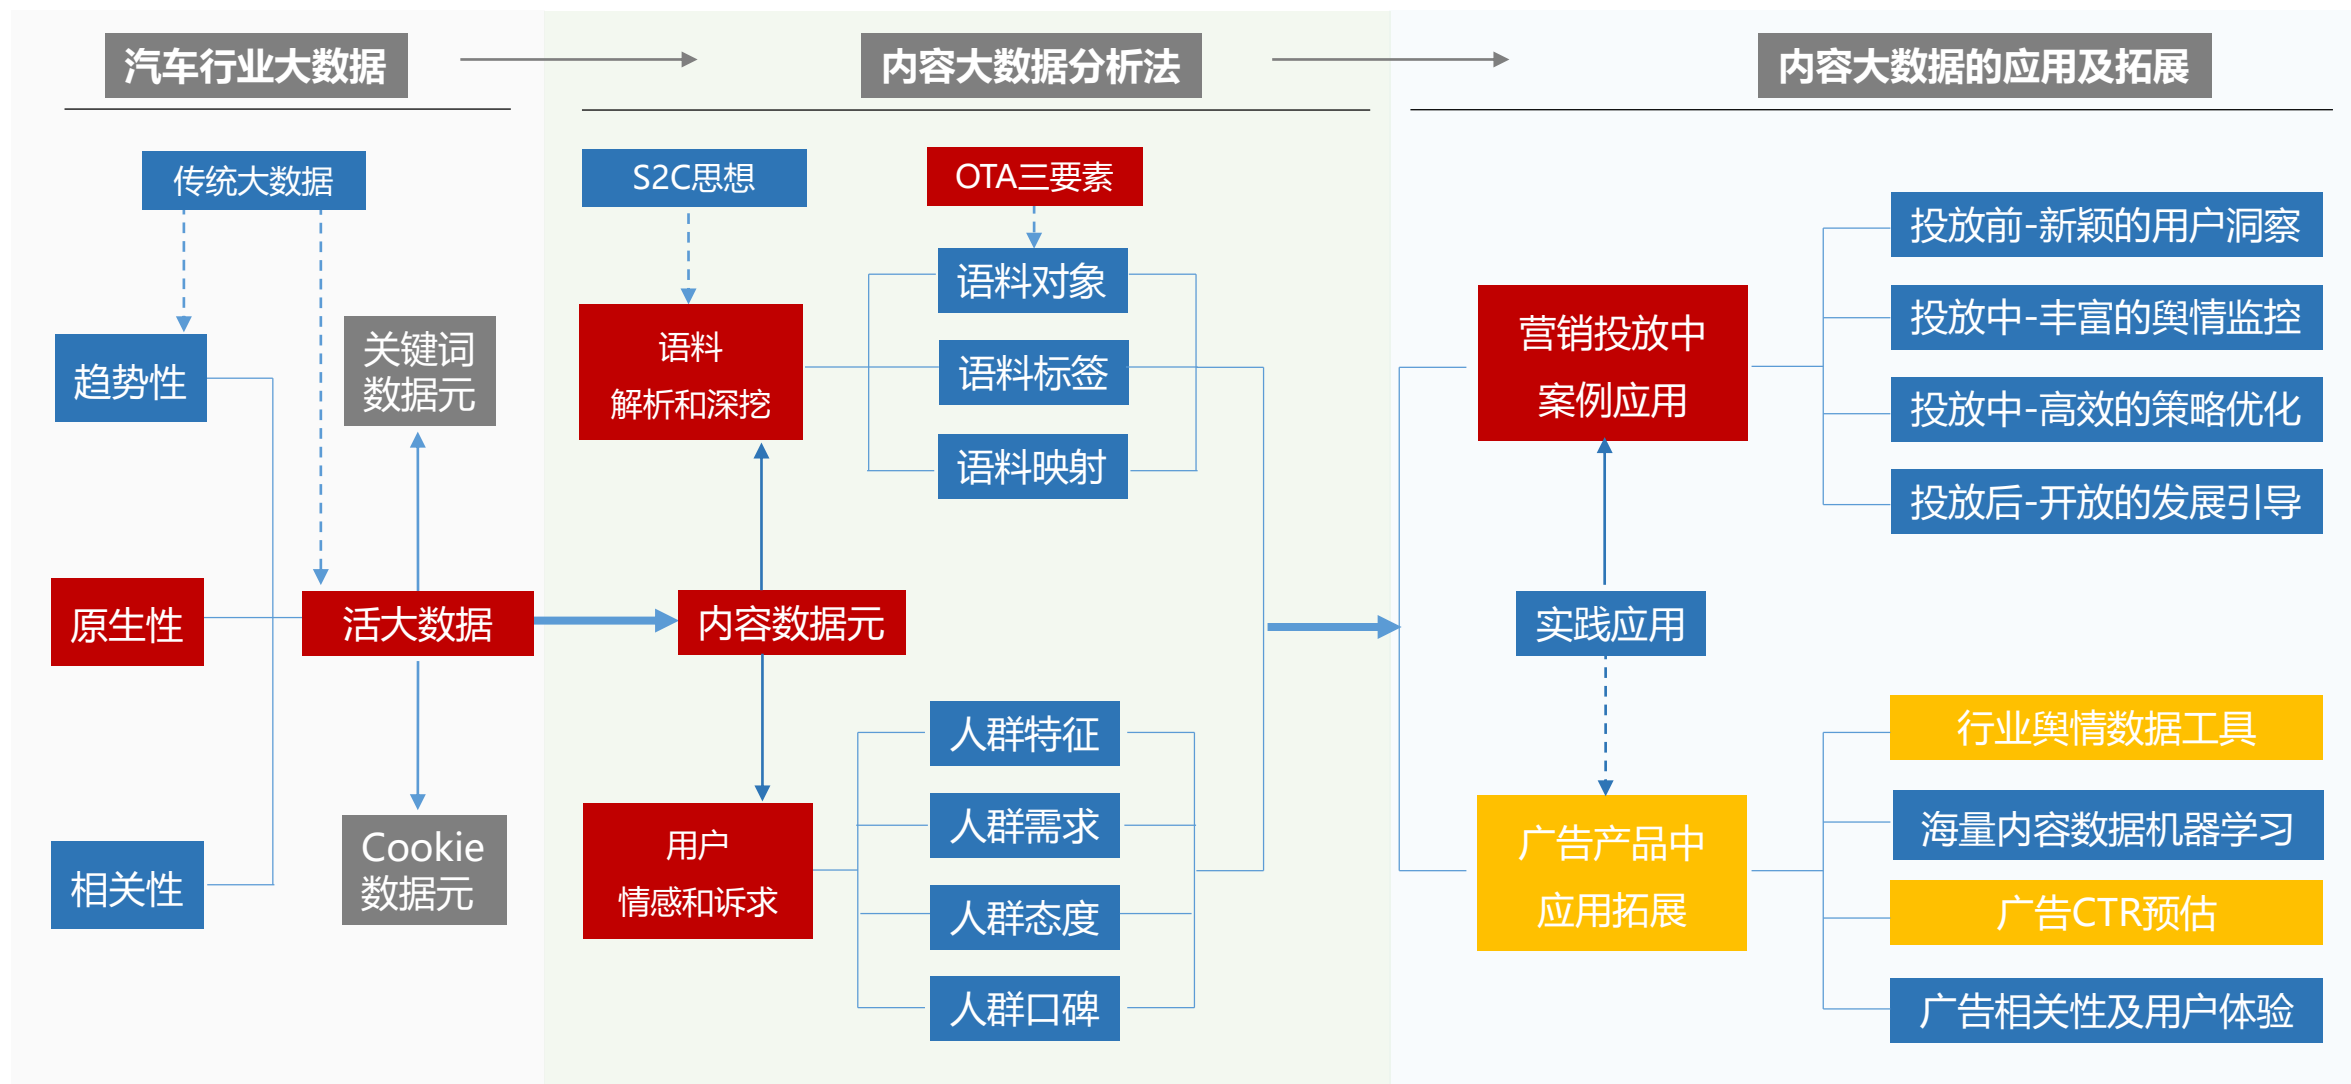 汽车行业大数据
内容大数据分析法
内容大数据的应用及拓展
传统大数据
趋势性
原生性
相关性
关键词
数据元
活大数据
Cookie
数据元
S2C思想
OTA三要素
语料
解析和深挖
语料对象
语料标签
语料映射
内容数据元
用户
情感和诉求
人群特征
人群需求
人群态度
人群口碑
营销投放中
案例应用
实践应用
广告产品中
应用拓展
投放前-新颖的用户洞察
投放中-丰富的舆情监控
投放中-高效的策略优化
投放后-开放的发展引导
行业舆情数据工具
海量内容数据机器学习
广告CTR预估
广告相关性及用户体验